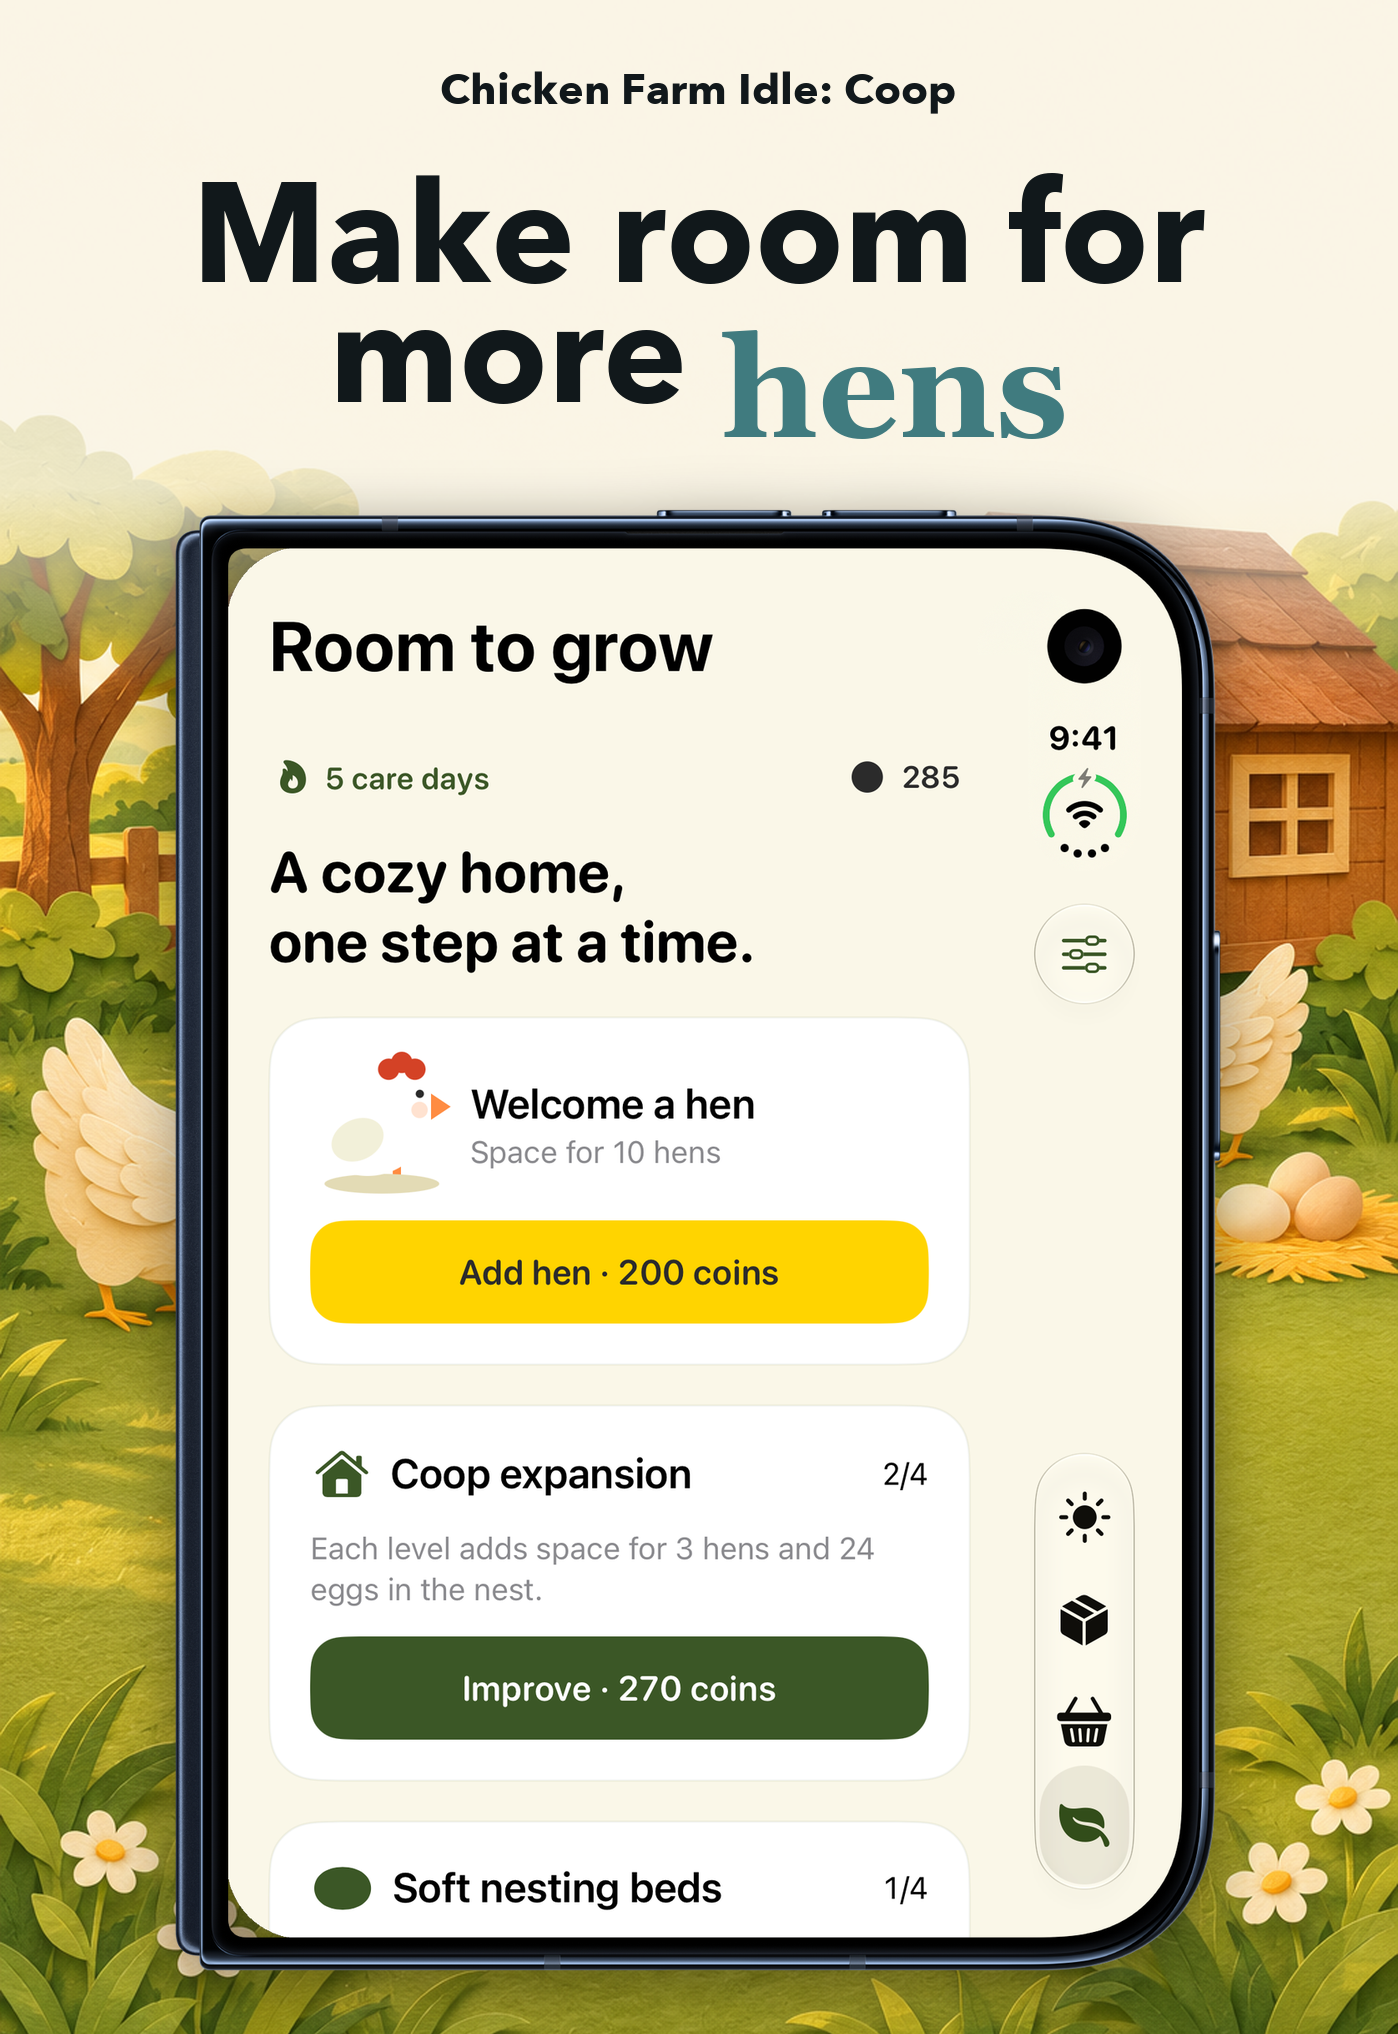 Chicken Farm Idle: Coop
Make room for
more hens
Room to grow
9:41
5 care days
285
A cozy home,
one step at a time.
Welcome a hen
Space for 10 hens
Add hen · 200 coins
Coop expansion
2/4
Each level adds space for 3 hens and 24
eggs in the nest.
Improve · 270 coins
Soft nesting beds
1/4